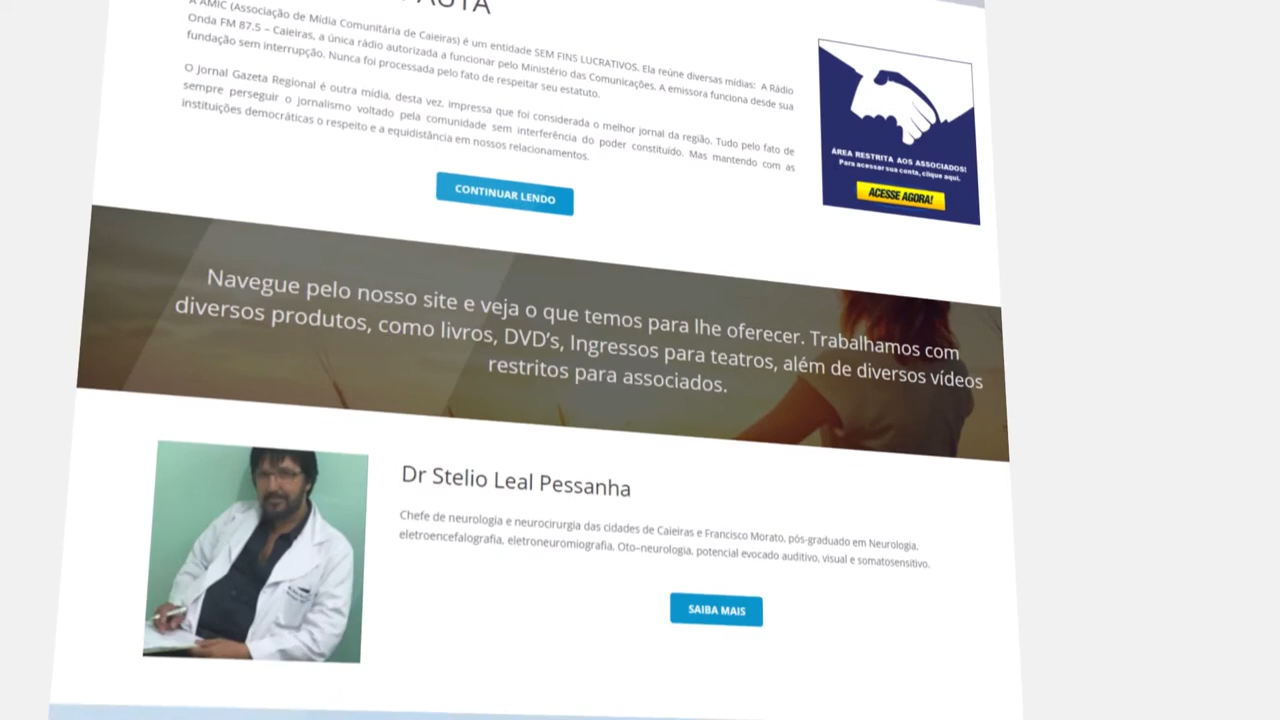 A AMIC (Associação de Mídia Comunitária de Caieiras) é um entidade SEM FINS LUCRATIVOS. Ela reúne diversas mídias: A Rádio
Onda FM 87.5 – Caieiras, a única rádio autorizada a funcionar pelo Ministério das Comunicações. A emissora funciona desde sua
fundação sem interrupção. Nunca foi processada pelo fato de respeitar seu estatuto.
O Jornal Gazeta Regional é outra mídia, desta vez, impressa que foi considerada o melhor jornal da região. Tudo pelo fato de
sempre perseguir o jornalismo voltado pela comunidade sem interferência do poder constituído. Mas mantendo com as
instituições democráticas o respeito e a equidistância em nossos relacionamentos.
CONTINUAR LENDO
ÁREA RESTRITA AOS ASSOCIADOS!
Para acessar sua conta, clique aqui.
ACESSE AGORA!
Navegue pelo nosso site e veja o que temos para lhe oferecer. Trabalhamos com
diversos produtos, como livros, DVD's, Ingressos para teatros, além de diversos vídeos
restritos para associados.
Dr Stelio Leal Pessanha
Chefe de neurologia e neurocirurgia das cidades de Caieiras e Francisco Morato, pós-graduado em Neurologia,
eletroencefalografia, eletroneuromiografia, Oto–neurologia, potencial evocado auditivo, visual e somatosensitivo.
SAIBA MAIS